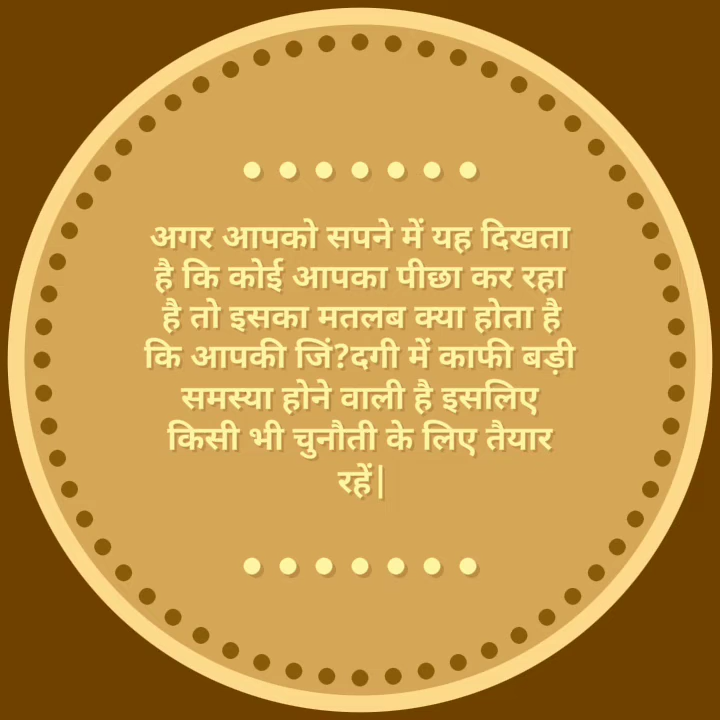 अगर आपको सपने में यह दिखता
है कि कोई आपका पीछा कर रहा
है तो इसका मतलब क्या होता है
कि आपकी जिं?दगी में काफी बड़ी
समस्या होने वाली है इसलिए
किसी भी चुनौती के लिए तैयार
रहें|